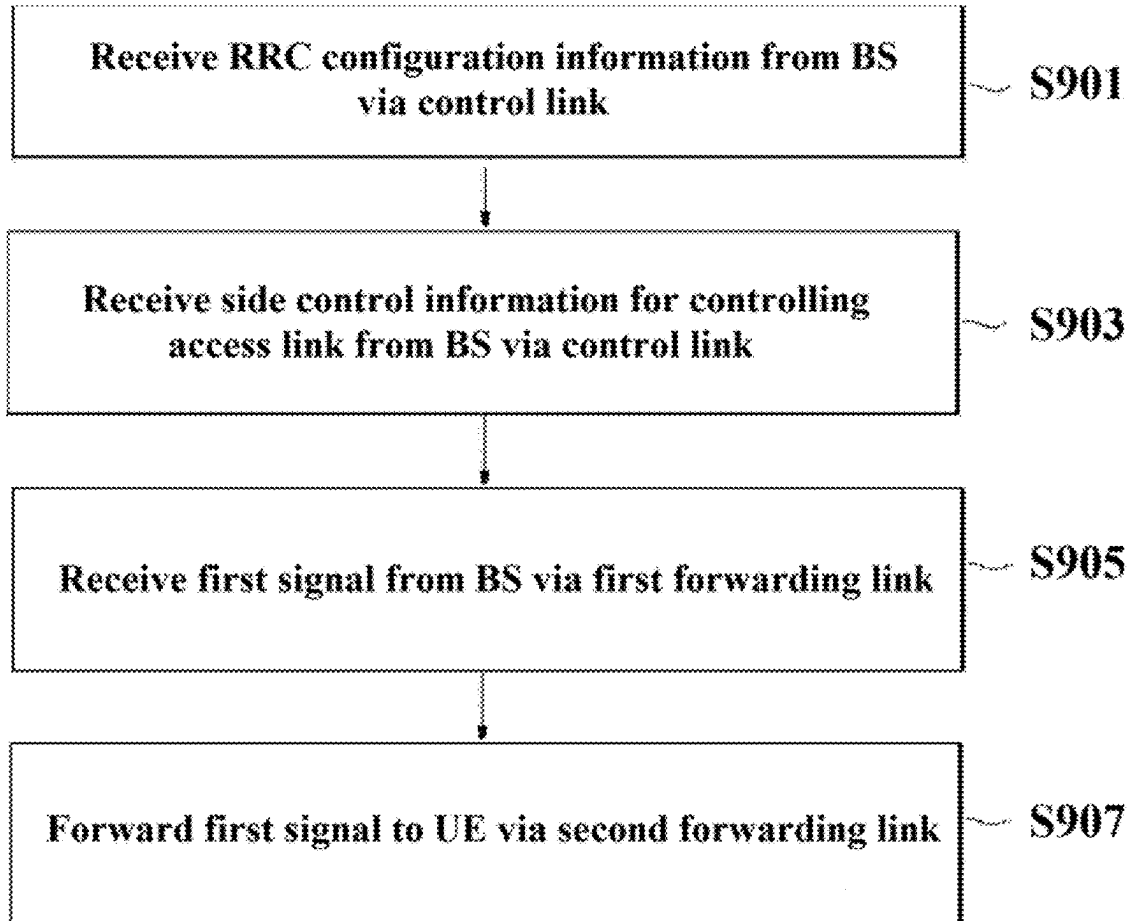 Receive RRC configuration information from BS
via control link
S901
Receive side control information for controlling
access link from BS via control link
S903
Receive first signal from BS via first forwarding link
S905
Forward first signal to UE via second forwarding link
S907